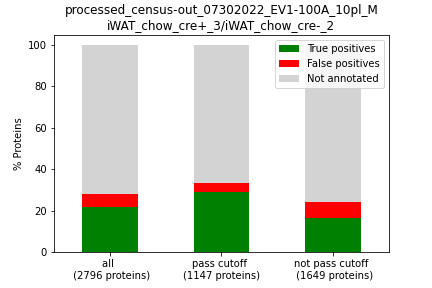 processed_census-out_07302022_EV1-100A_10pl_M
iWAT_chow_cre+_3/iWAT_chow_cre-_2
True positives
False positives
Not annotated
% Proteins
100
80
60
40
20
0
all
(2796 proteins)
pass cutoff
(1147 proteins)
not pass cutoff
(1649 proteins)